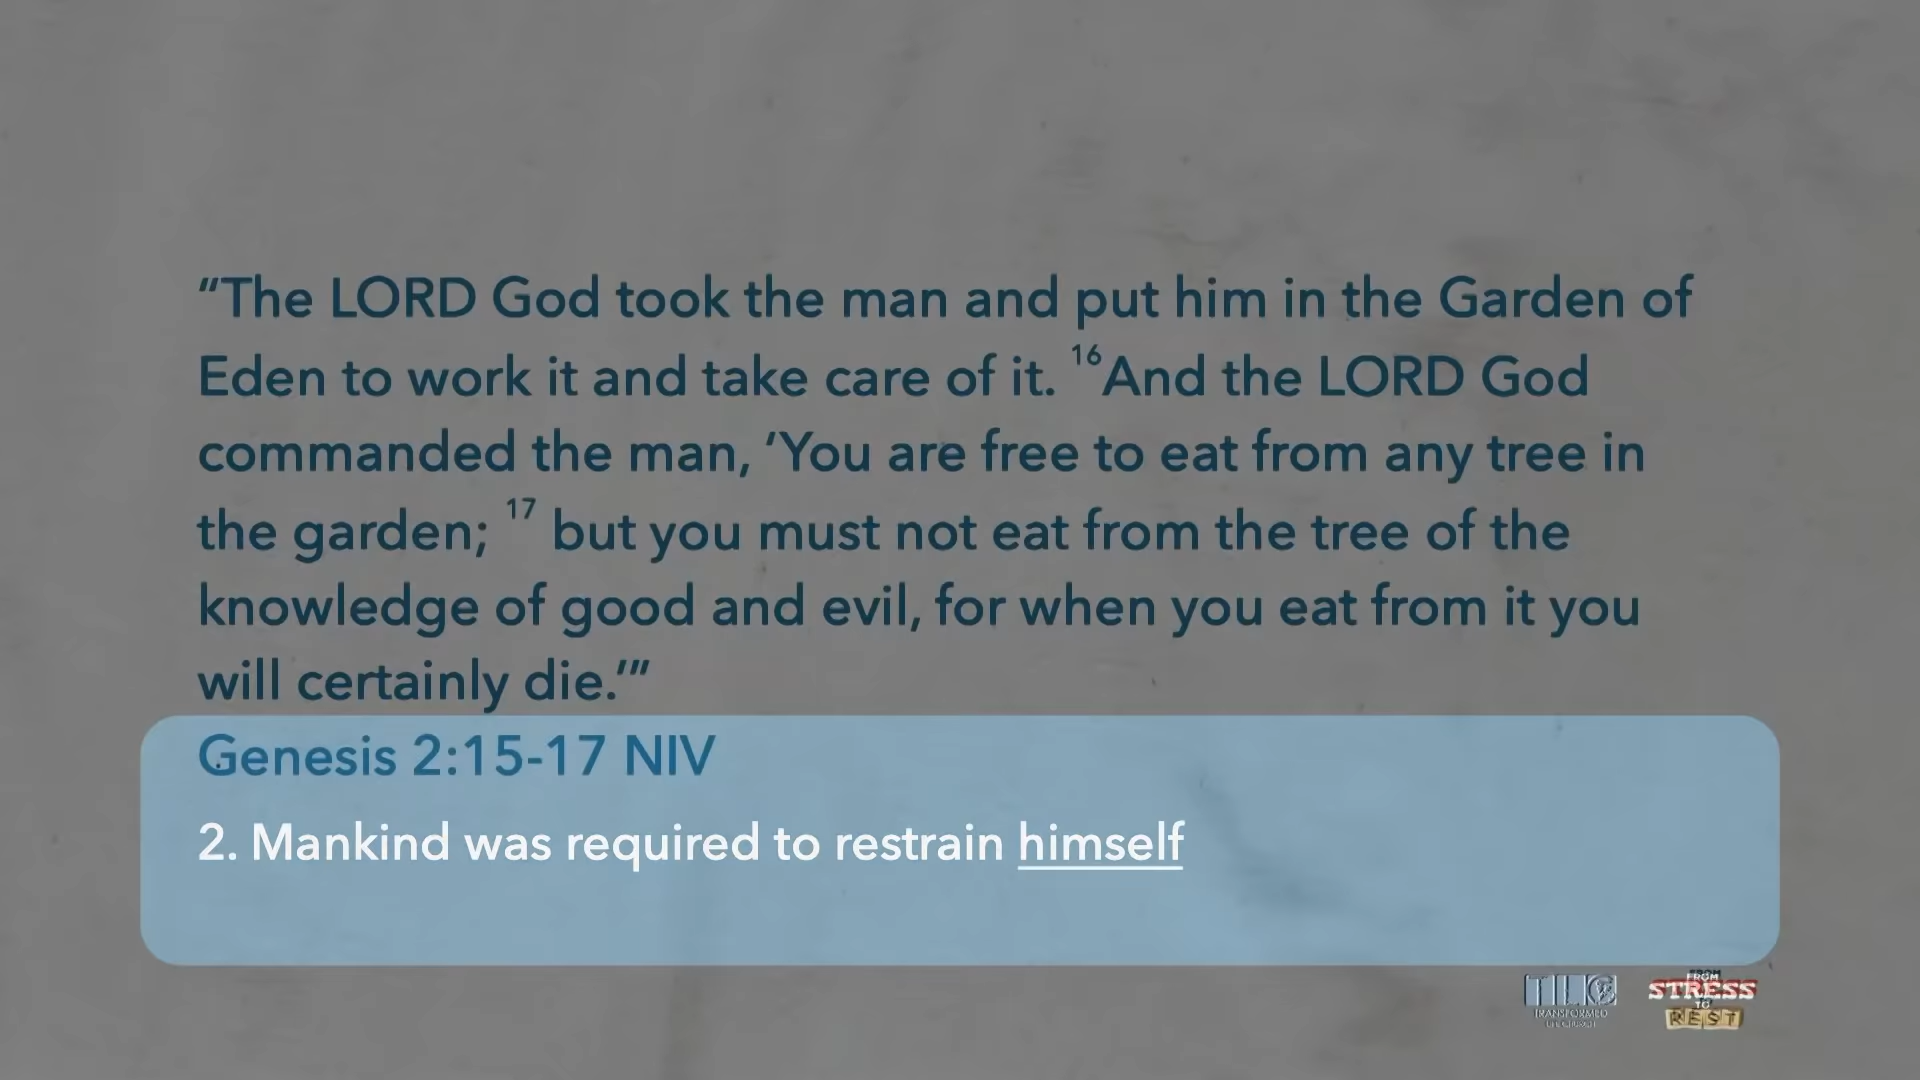 “The LORD God took the man and put him in the Garden of
Eden to work it and take care of it. ¹⁶And the LORD God
commanded the man, ‘You are free to eat from any tree in
the garden; ¹⁷ but you must not eat from the tree of the
knowledge of good and evil, for when you eat from it you
will certainly die.’”
Genesis 2:15-17 NIV
2. Mankind was required to restrain himself
TLC
TRANSFORMED
FROM
STRESS
TO
REST